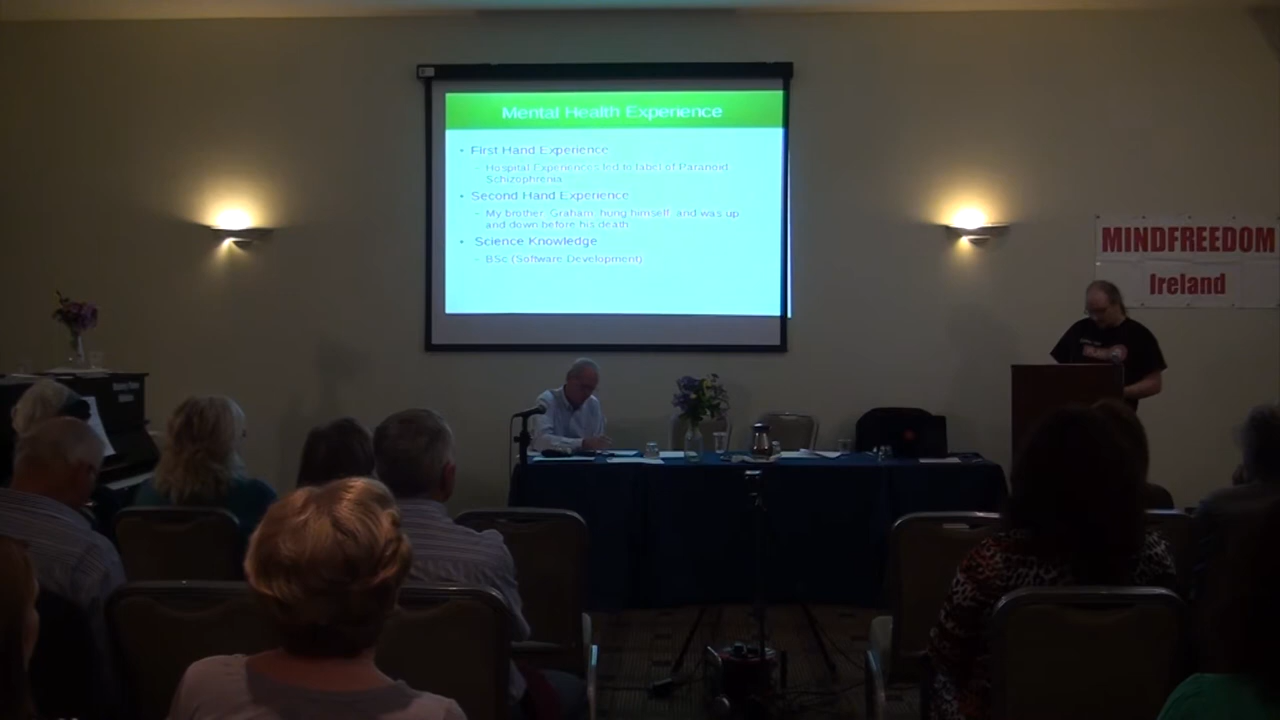 Mental Health Experience
• First Hand Experience
– Hospital Experiences led to label of Paranoid
Schizophrenia
• Second Hand Experience
– My brother, Graham, hung himself, and was up
and down before his death
• Science Knowledge
– BSc (Software Development)
MINDFREEDOM
Ireland